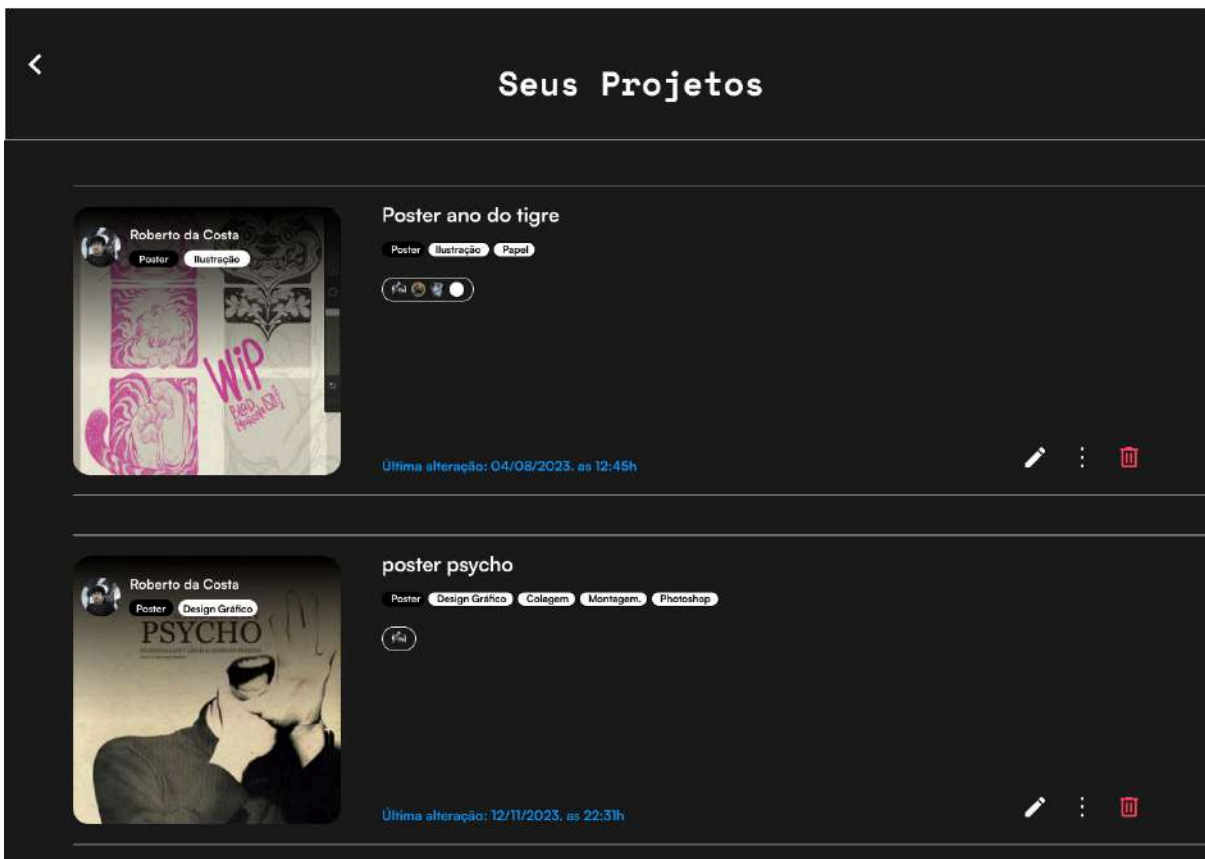 Seus Projetos
Poster ano do tigre
Roberto da Costa
Poster Ilustração
Poster Ilustração Papel
WiP
Última alteração: 04/08/2023. as 12:45h
poster psycho
Roberto da Costa
Poster Design Gráfico
Poster Design Gráfico Colagem Montagem. Photoshop
PSYCHO
Última alteração: 12/11/2023. as 22:31h